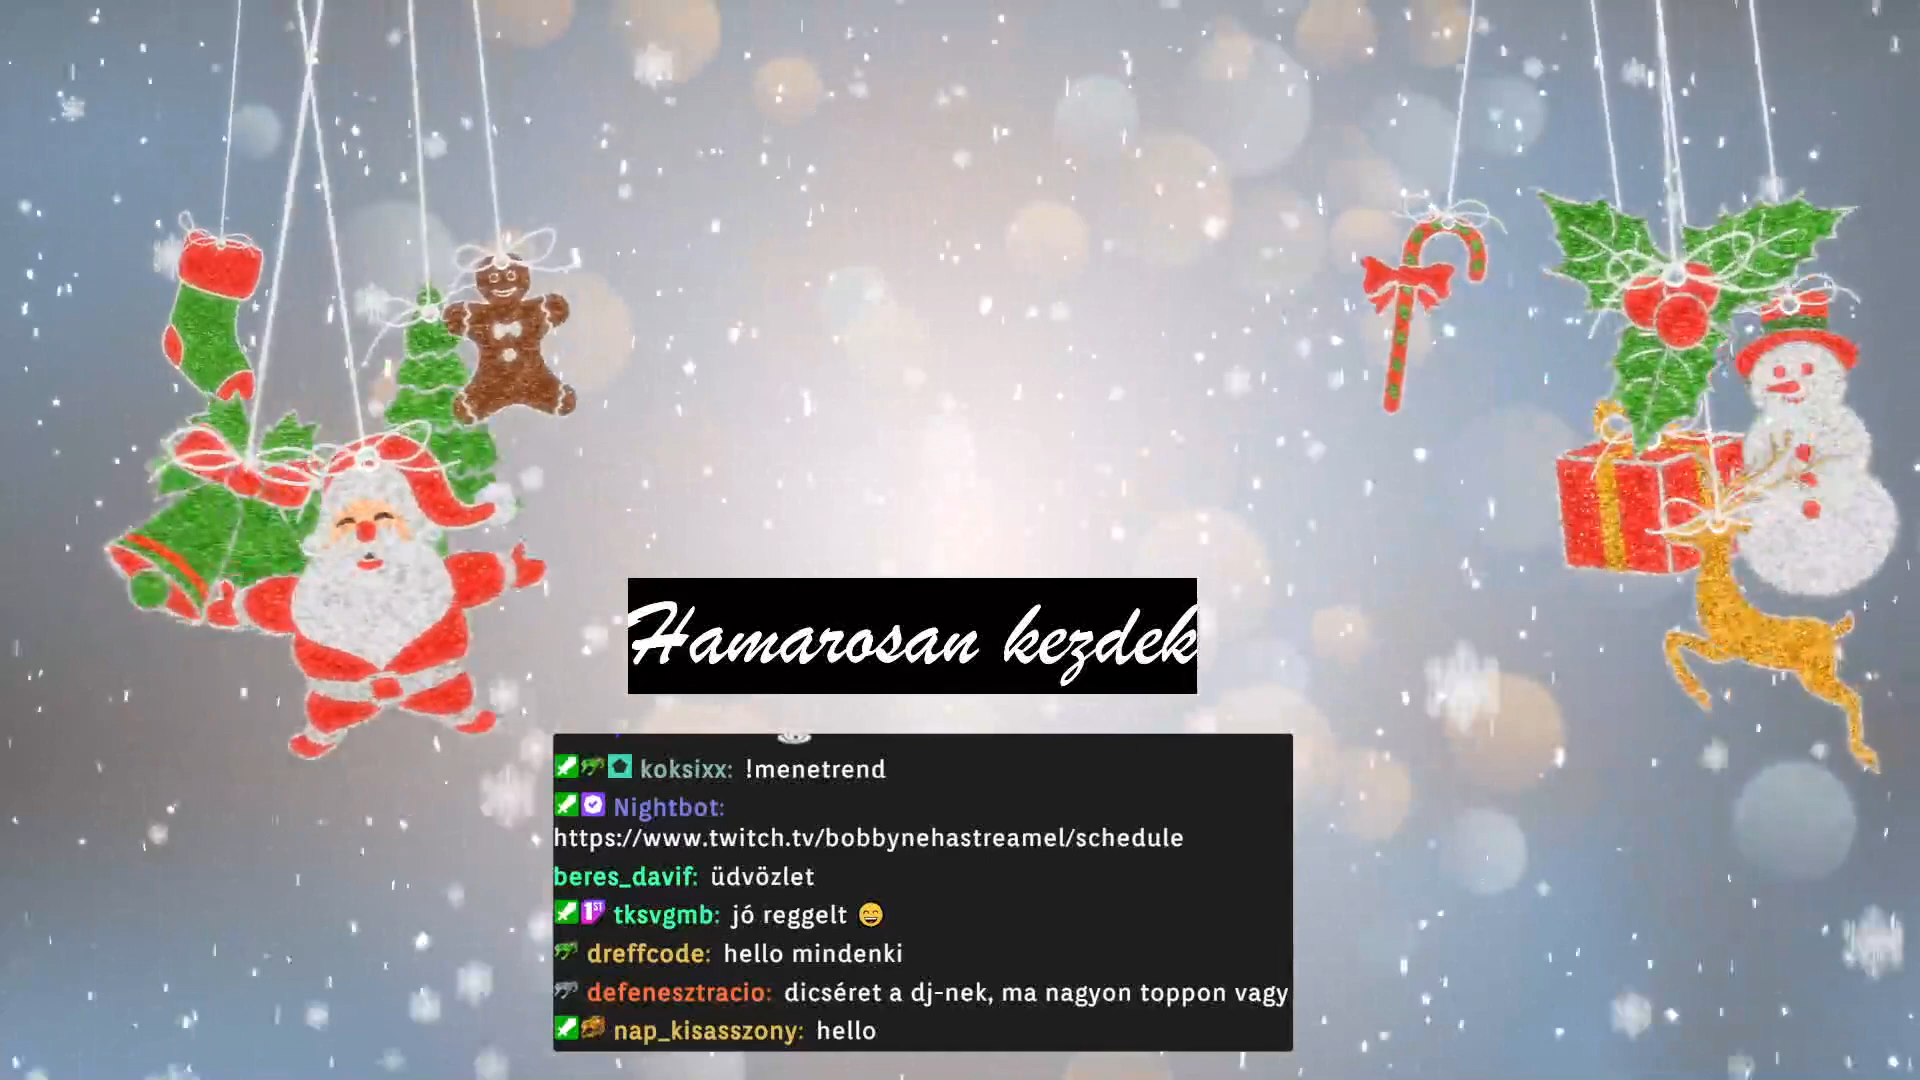 Hamarosan kezdek
koksixx: !menetrend
Nightbot:
https://www.twitch.tv/bobbynehastreamel/schedule
beres_davif: üdvözlet
1ST tksvgmb: jó reggelt 😄
dreffcode: hello mindenki
defenesztracio: dicséret a dj-nek, ma nagyon toppon vagy
nap_kisasszony: hello